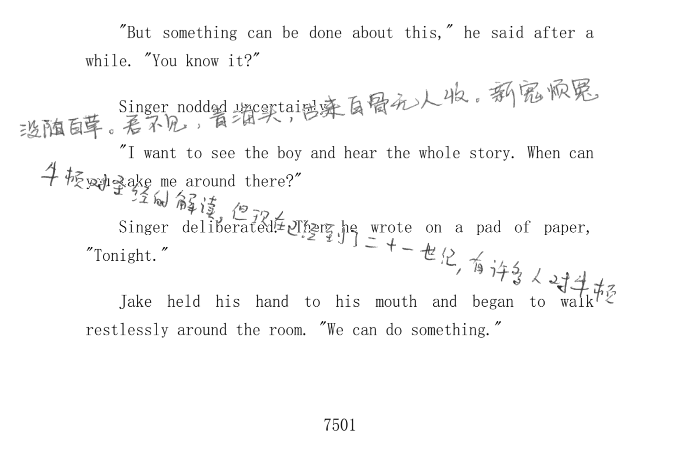 "But something can be done about this," he said after a
while. "You know it?"
Singer nodded uncertainly.
没随百草。君不见，青海头，古来白骨无人收。新鬼烦冤
"I want to see the boy and hear the whole story. When can
you take me around there?"
牛顿对圣经的解读，但现在已经到了二十一世纪，有许多人对牛顿
Singer deliberated. Then he wrote on a pad of paper,
"Tonight."
Jake held his hand to his mouth and began to walk
restlessly around the room. "We can do something."
7501